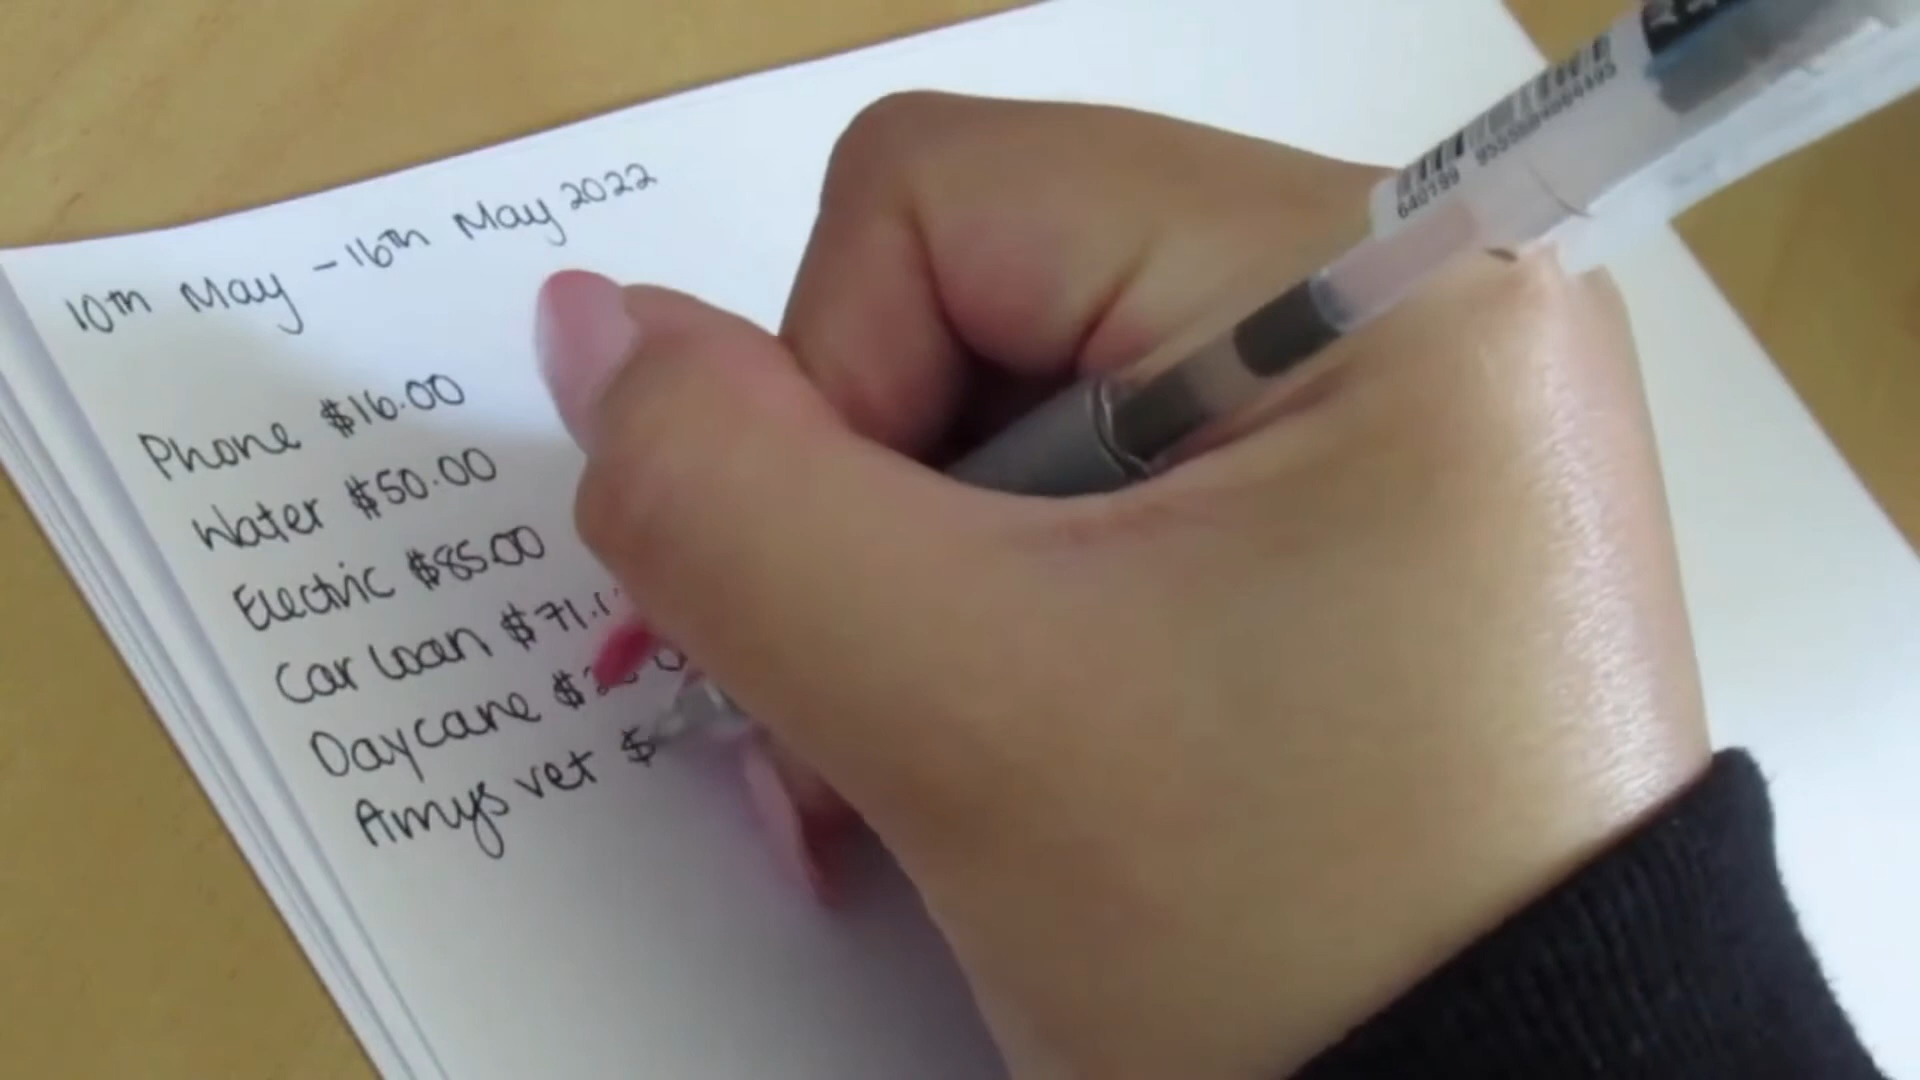 10th May - 16th May 2022
Phone $16.00
Water $50.00
Electric $85.00
Car Loan
Daycare
Amys vet $
640199